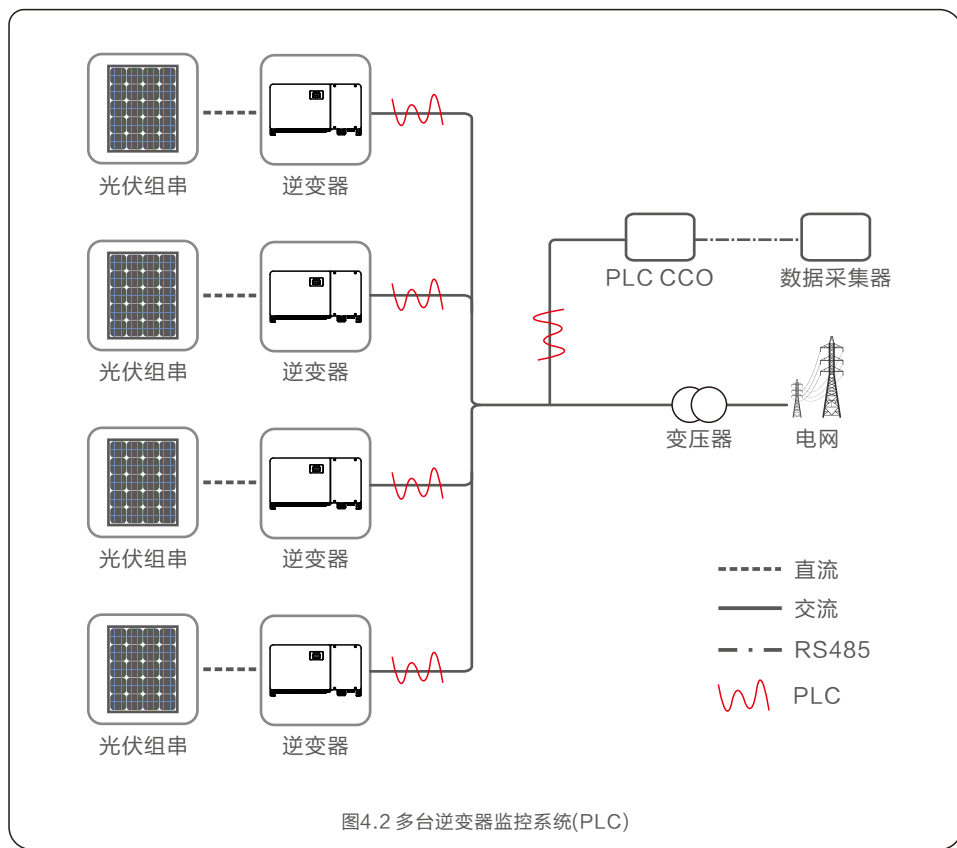 光伏组串
逆变器
光伏组串
逆变器
光伏组串
逆变器
光伏组串
逆变器
PLC CCO
数据采集器
变压器
电网
直流
交流
RS485
PLC
图4.2 多台逆变器监控系统(PLC)